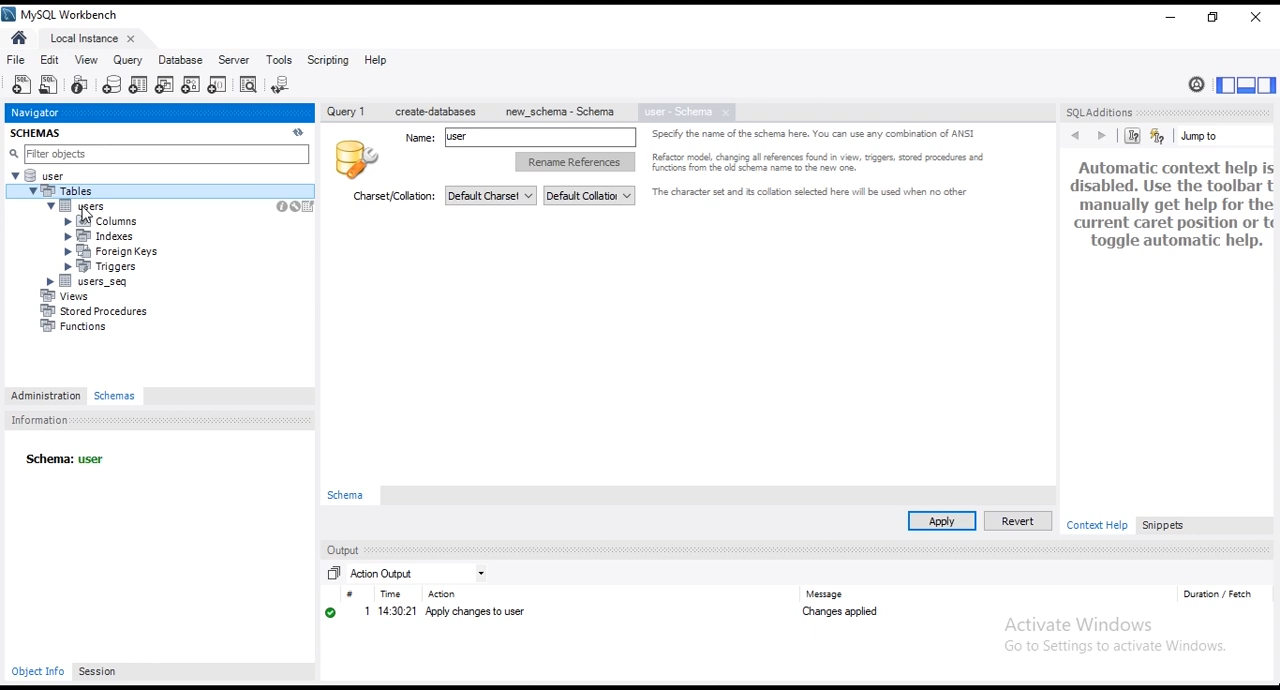 MySQL Workbench
Local Instance
File Edit View Query Database Server Tools Scripting Help
Navigator
SCHEMAS
Filter objects
user
Tables
users
Columns
Indexes
Foreign Keys
Triggers
users_seq
Views
Stored Procedures
Functions
Administration Schemas
Information
Schema: user
Object Info Session
Query 1 create-databases new_schema - Schema user - Schema
Name: user
Specify the name of the schema here. You can use any combination of ANSI
Rename References
Refactor model, changing all references found in view, triggers, stored procedures and
functions from the old schema name to the new one.
Charset/Collation: Default Charset Default Collation
The character set and its collation selected here will be used when no other
Schema
Apply Revert
Output
Action Output
# Time Action Message Duration / Fetch
1 14:30:21 Apply changes to user Changes applied
SQLAdditions
Jump to
Automatic context help is
disabled. Use the toolbar t
manually get help for the
current caret position or to
toggle automatic help.
Context Help Snippets
Activate Windows
Go to Settings to activate Windows.